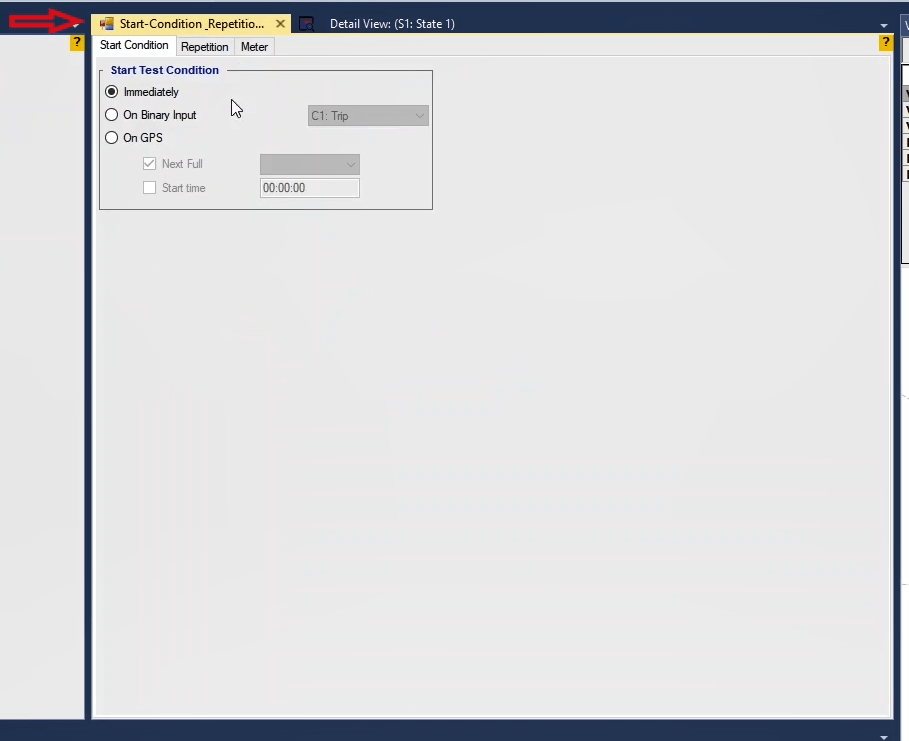 Start-Condition_Repetitio...
Detail View: (S1: State 1)
?
?
Start Condition
Repetition
Meter
Start Test Condition
Immediately
On Binary Input
C1: Trip
On GPS
Next Full
Start time
00:00:00